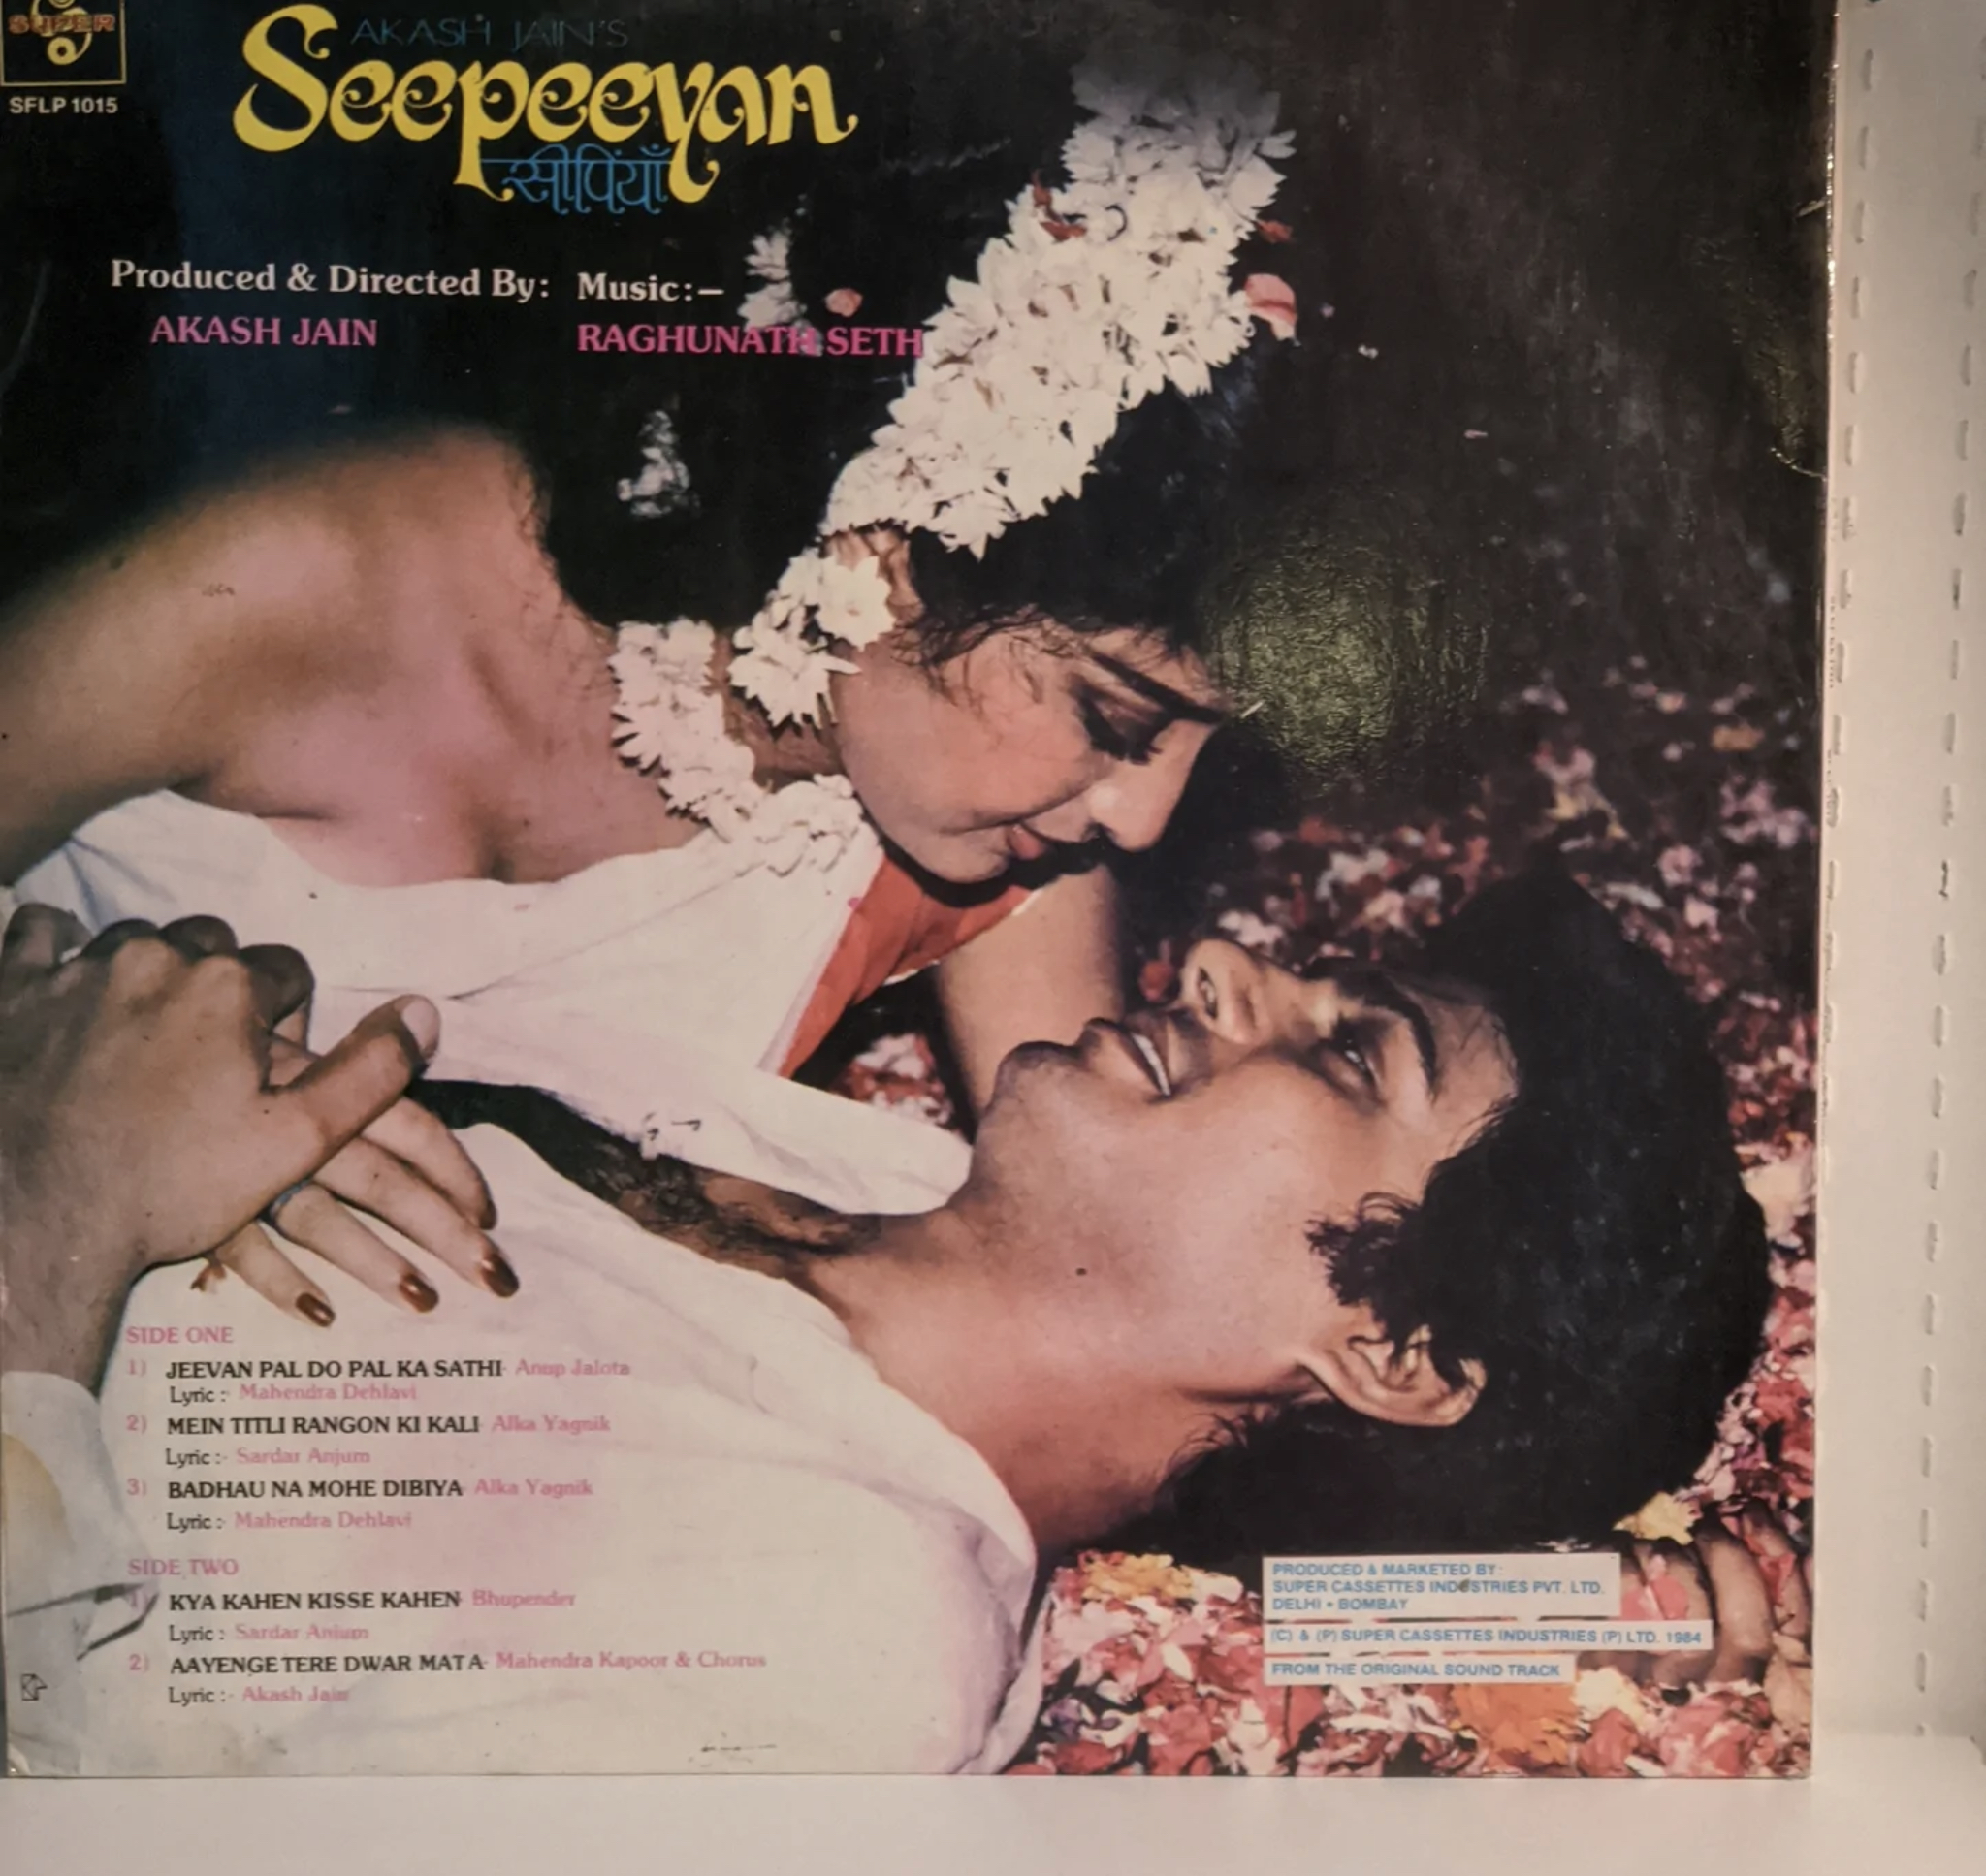 SUPER
SFLP 1015
AKASH JAIN'S
Seepeeyan
सीपियाँ
Produced & Directed By: Music:–
AKASH JAIN RAGHUNATH SETH
SIDE ONE
1) JEEVAN PAL DO PAL KA SATHI- Anup Jalota
Lyric :- Mahendra Dehlavi
2) MEIN TITLI RANGON KI KALI- Alka Yagnik
Lyric :- Sardar Anjum
3) BADHAU NA MOHE DIBIYA- Alka Yagnik
Lyric :- Mahendra Dehlavi
SIDE TWO
1) KYA KAHEN KISSE KAHEN- Bhupender
Lyric : Sardar Anjum
2) AAYENGE TERE DWAR MATA- Mahendra Kapoor & Chorus
Lyric :- Akash Jain
PRODUCED & MARKETED BY:
SUPER CASSETTES INDUSTRIES PVT. LTD.
DELHI • BOMBAY
(C) & (P) SUPER CASSETTES INDUSTRIES (P) LTD. 1984
FROM THE ORIGINAL SOUND TRACK